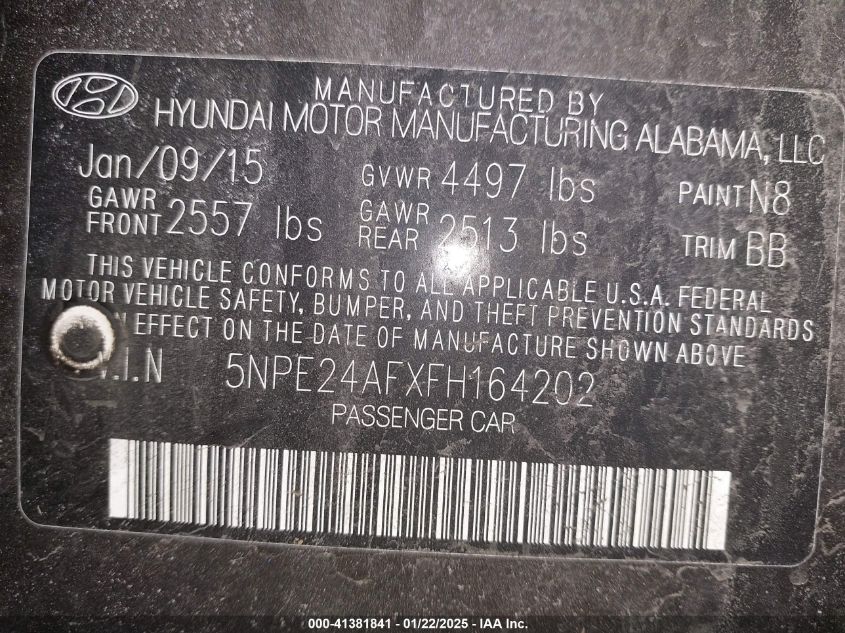 MANUFACTURED BY
HYUNDAI MOTOR MANUFACTURING ALABAMA, LLC
Jan/09/15 GVWR 4497 lbs PAINT N8
GAWR FRONT 2557 lbs GAWR REAR 2513 lbs TRIM BB
THIS VEHICLE CONFORMS TO ALL APPLICABLE U.S.A. FEDERAL
MOTOR VEHICLE SAFETY, BUMPER, AND THEFT PREVENTION STANDARDS
EFFECT ON THE DATE OF MANUFACTURE SHOWN ABOVE
V.I.N 5NPE24AFXFH164202
PASSENGER CAR
000-41381841 - 01/22/2025 - IAA Inc.